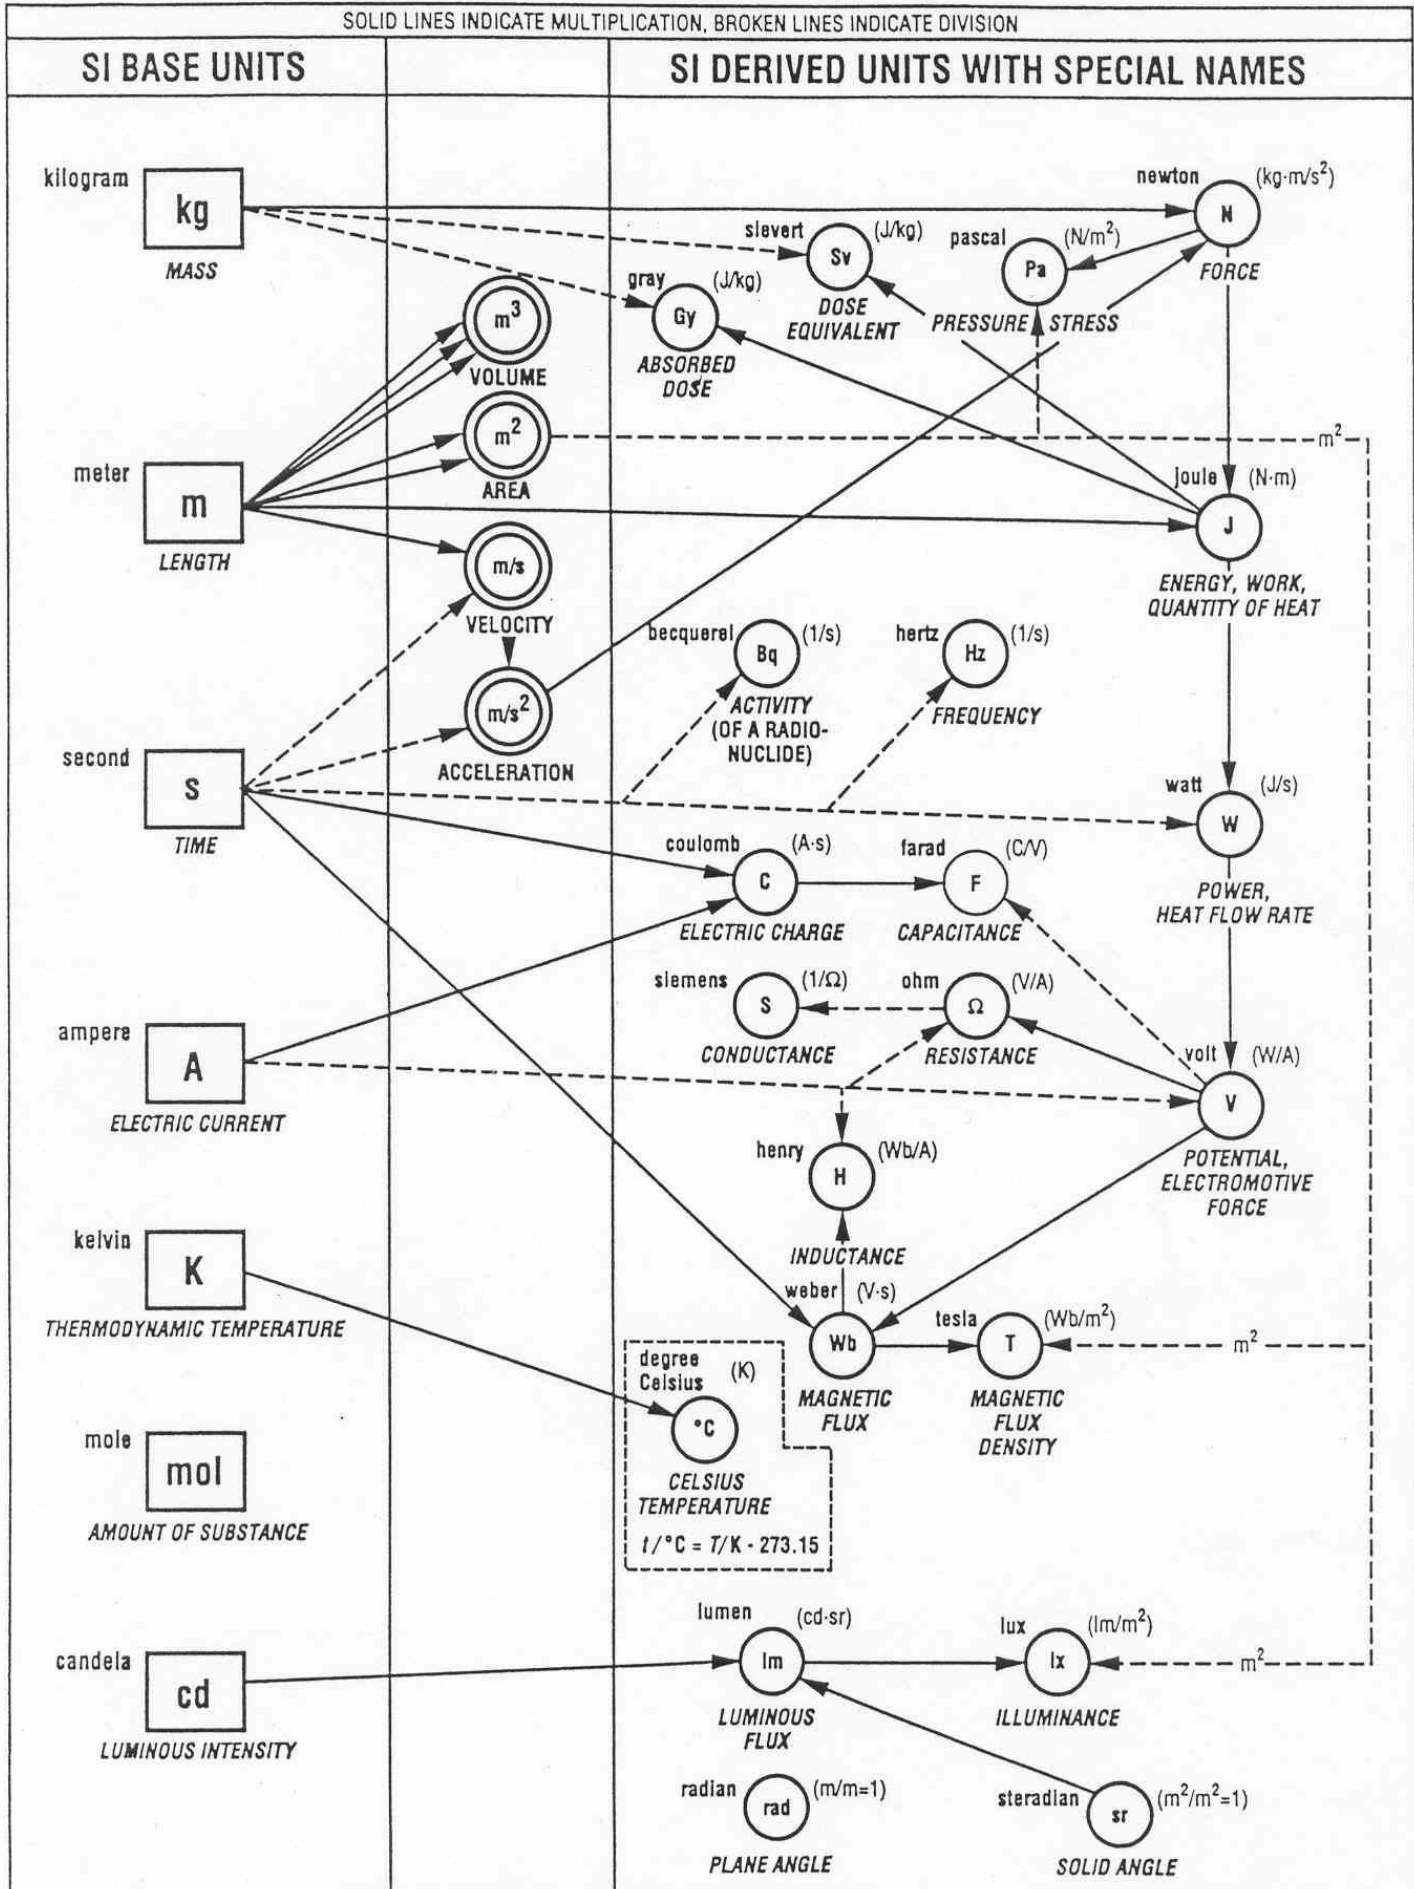 SOLID LINES INDICATE MULTIPLICATION, BROKEN LINES INDICATE DIVISION
SI BASE UNITS
SI DERIVED UNITS WITH SPECIAL NAMES
kilogram
kg
MASS
newton
(kg·m/s²)
N
FORCE
sievert
(J/kg)
Sv
DOSE
EQUIVALENT
pascal
(N/m²)
Pa
PRESSURE STRESS
gray
(J/kg)
Gy
ABSORBED
DOSE
m³
VOLUME
m²
AREA
m²
meter
m
LENGTH
joule
(N·m)
J
ENERGY, WORK,
QUANTITY OF HEAT
m/s
VELOCITY
becquerel
(1/s)
Bq
ACTIVITY
(OF A RADIO-
NUCLIDE)
hertz
(1/s)
Hz
FREQUENCY
m/s²
ACCELERATION
second
s
TIME
watt
(J/s)
W
POWER,
HEAT FLOW RATE
coulomb
(A·s)
C
ELECTRIC CHARGE
farad
(C/V)
F
CAPACITANCE
siemens
(1/Ω)
S
CONDUCTANCE
ohm
(V/A)
Ω
RESISTANCE
ampere
A
ELECTRIC CURRENT
volt
(W/A)
V
POTENTIAL,
ELECTROMOTIVE
FORCE
henry
(Wb/A)
H
INDUCTANCE
kelvin
K
THERMODYNAMIC TEMPERATURE
weber
(V·s)
Wb
MAGNETIC
FLUX
tesla
(Wb/m²)
T
MAGNETIC
FLUX
DENSITY
m²
degree
Celsius
(K)
°C
CELSIUS
TEMPERATURE
t/°C = T/K - 273.15
mole
mol
AMOUNT OF SUBSTANCE
candela
cd
LUMINOUS INTENSITY
lumen
(cd·sr)
lm
LUMINOUS
FLUX
lux
(lm/m²)
lx
ILLUMINANCE
m²
radian
(m/m=1)
rad
PLANE ANGLE
steradian
(m²/m²=1)
sr
SOLID ANGLE